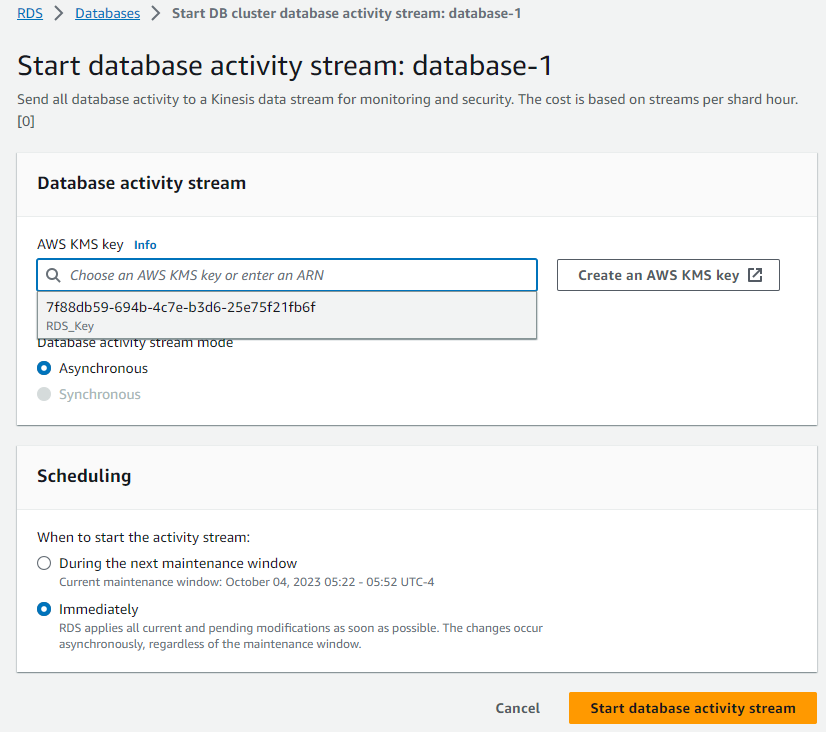 RDS > Databases > Start DB cluster database activity stream: database-1
Start database activity stream: database-1
Send all database activity to a Kinesis data stream for monitoring and security. The cost is based on streams per shard hour.
[0]
Database activity stream
AWS KMS key Info
Choose an AWS KMS key or enter an ARN
Create an AWS KMS key
7f88db59-694b-4c7e-b3d6-25e75f21fb6f
RDS_Key
Database activity stream mode
Asynchronous
Synchronous
Scheduling
When to start the activity stream:
During the next maintenance window
Current maintenance window: October 04, 2023 05:22 - 05:52 UTC-4
Immediately
RDS applies all current and pending modifications as soon as possible. The changes occur
asynchronously, regardless of the maintenance window.
Cancel
Start database activity stream